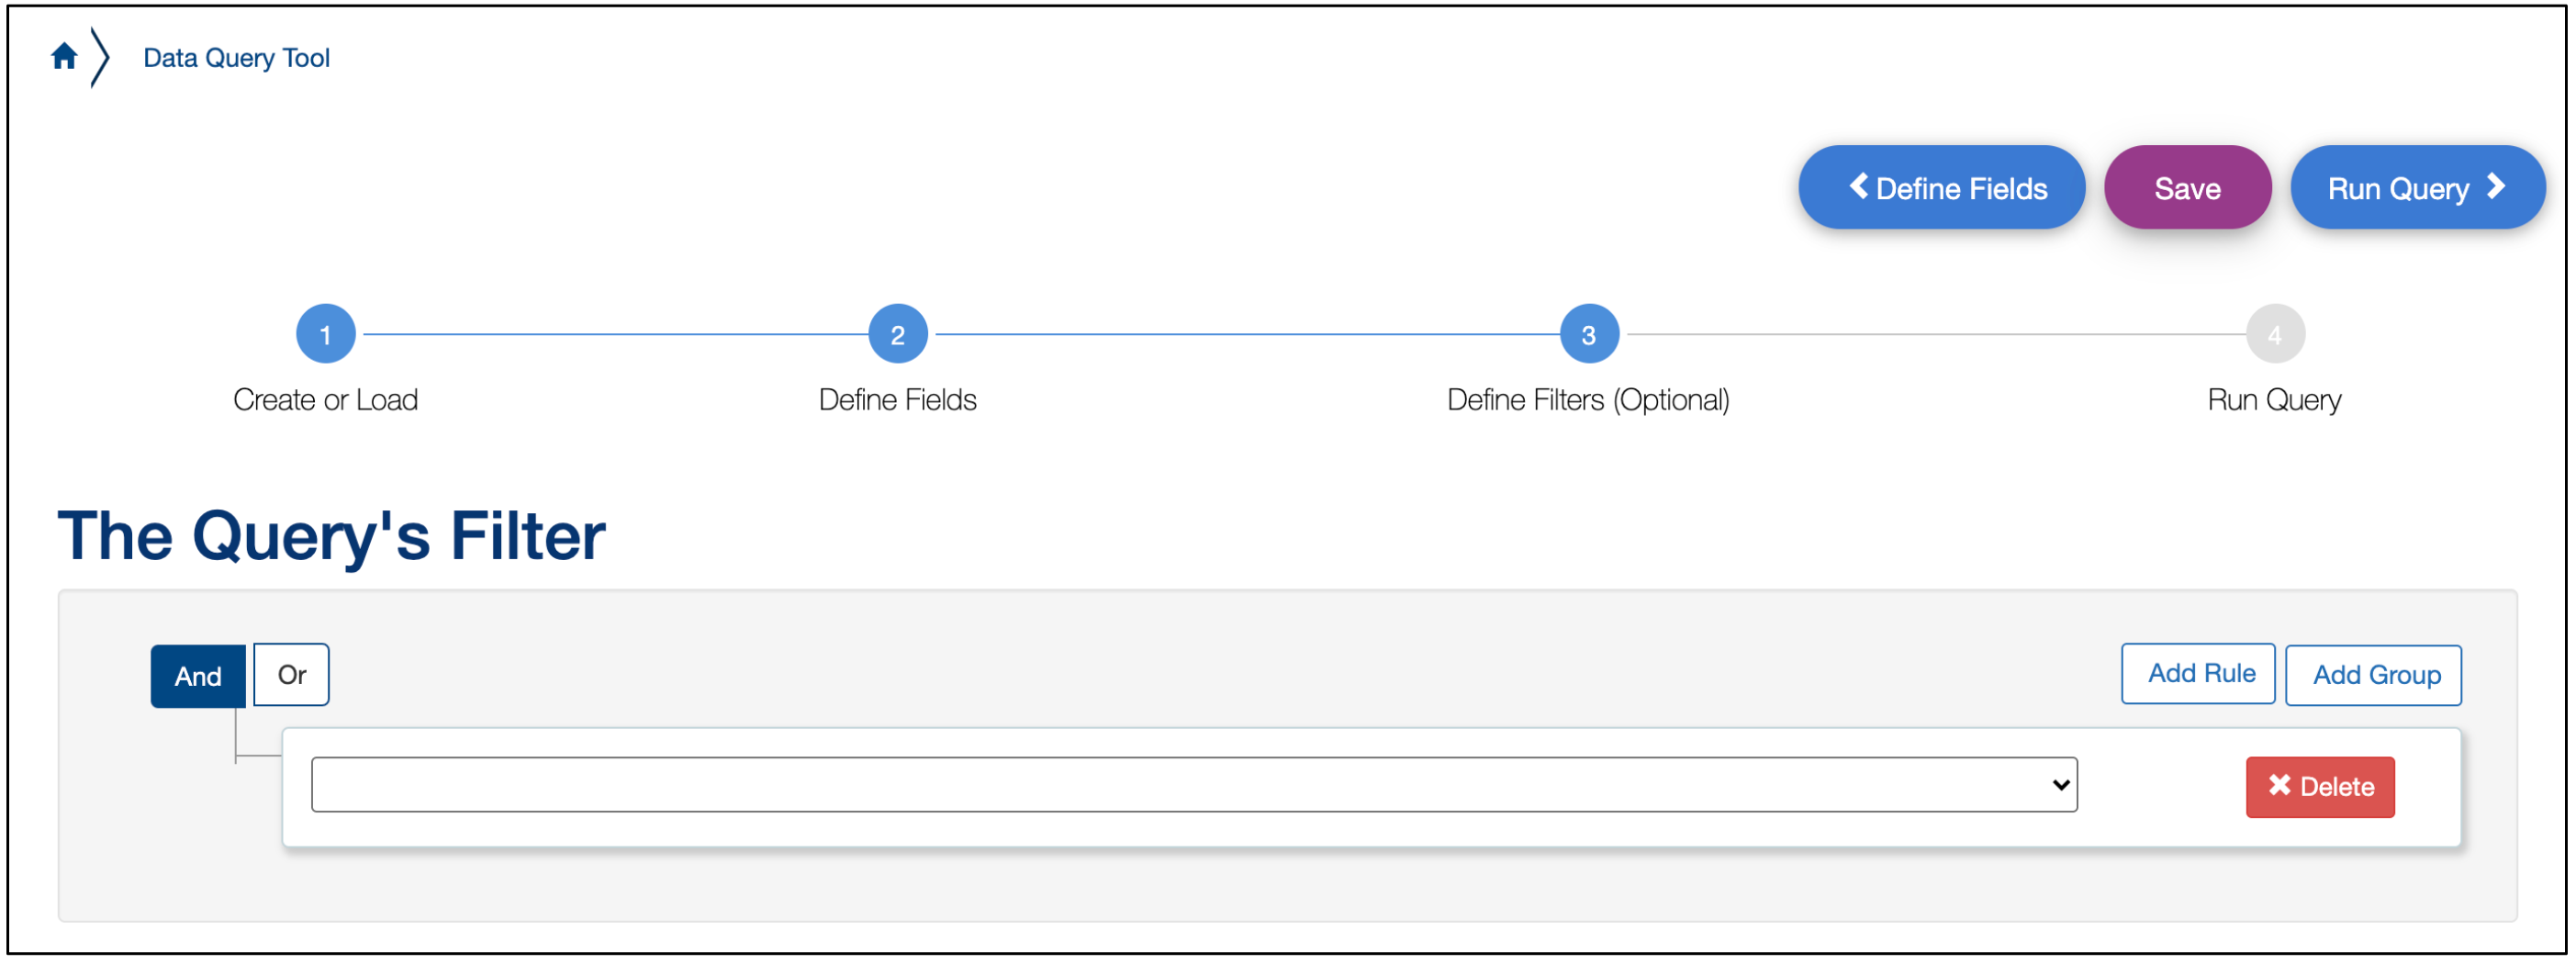 Data Query Tool
Define Fields
Save
Run Query
1
2
3
4
Create or Load
Define Fields
Define Filters (Optional)
Run Query
The Query's Filter
And
Or
Add Rule
Add Group
Delete